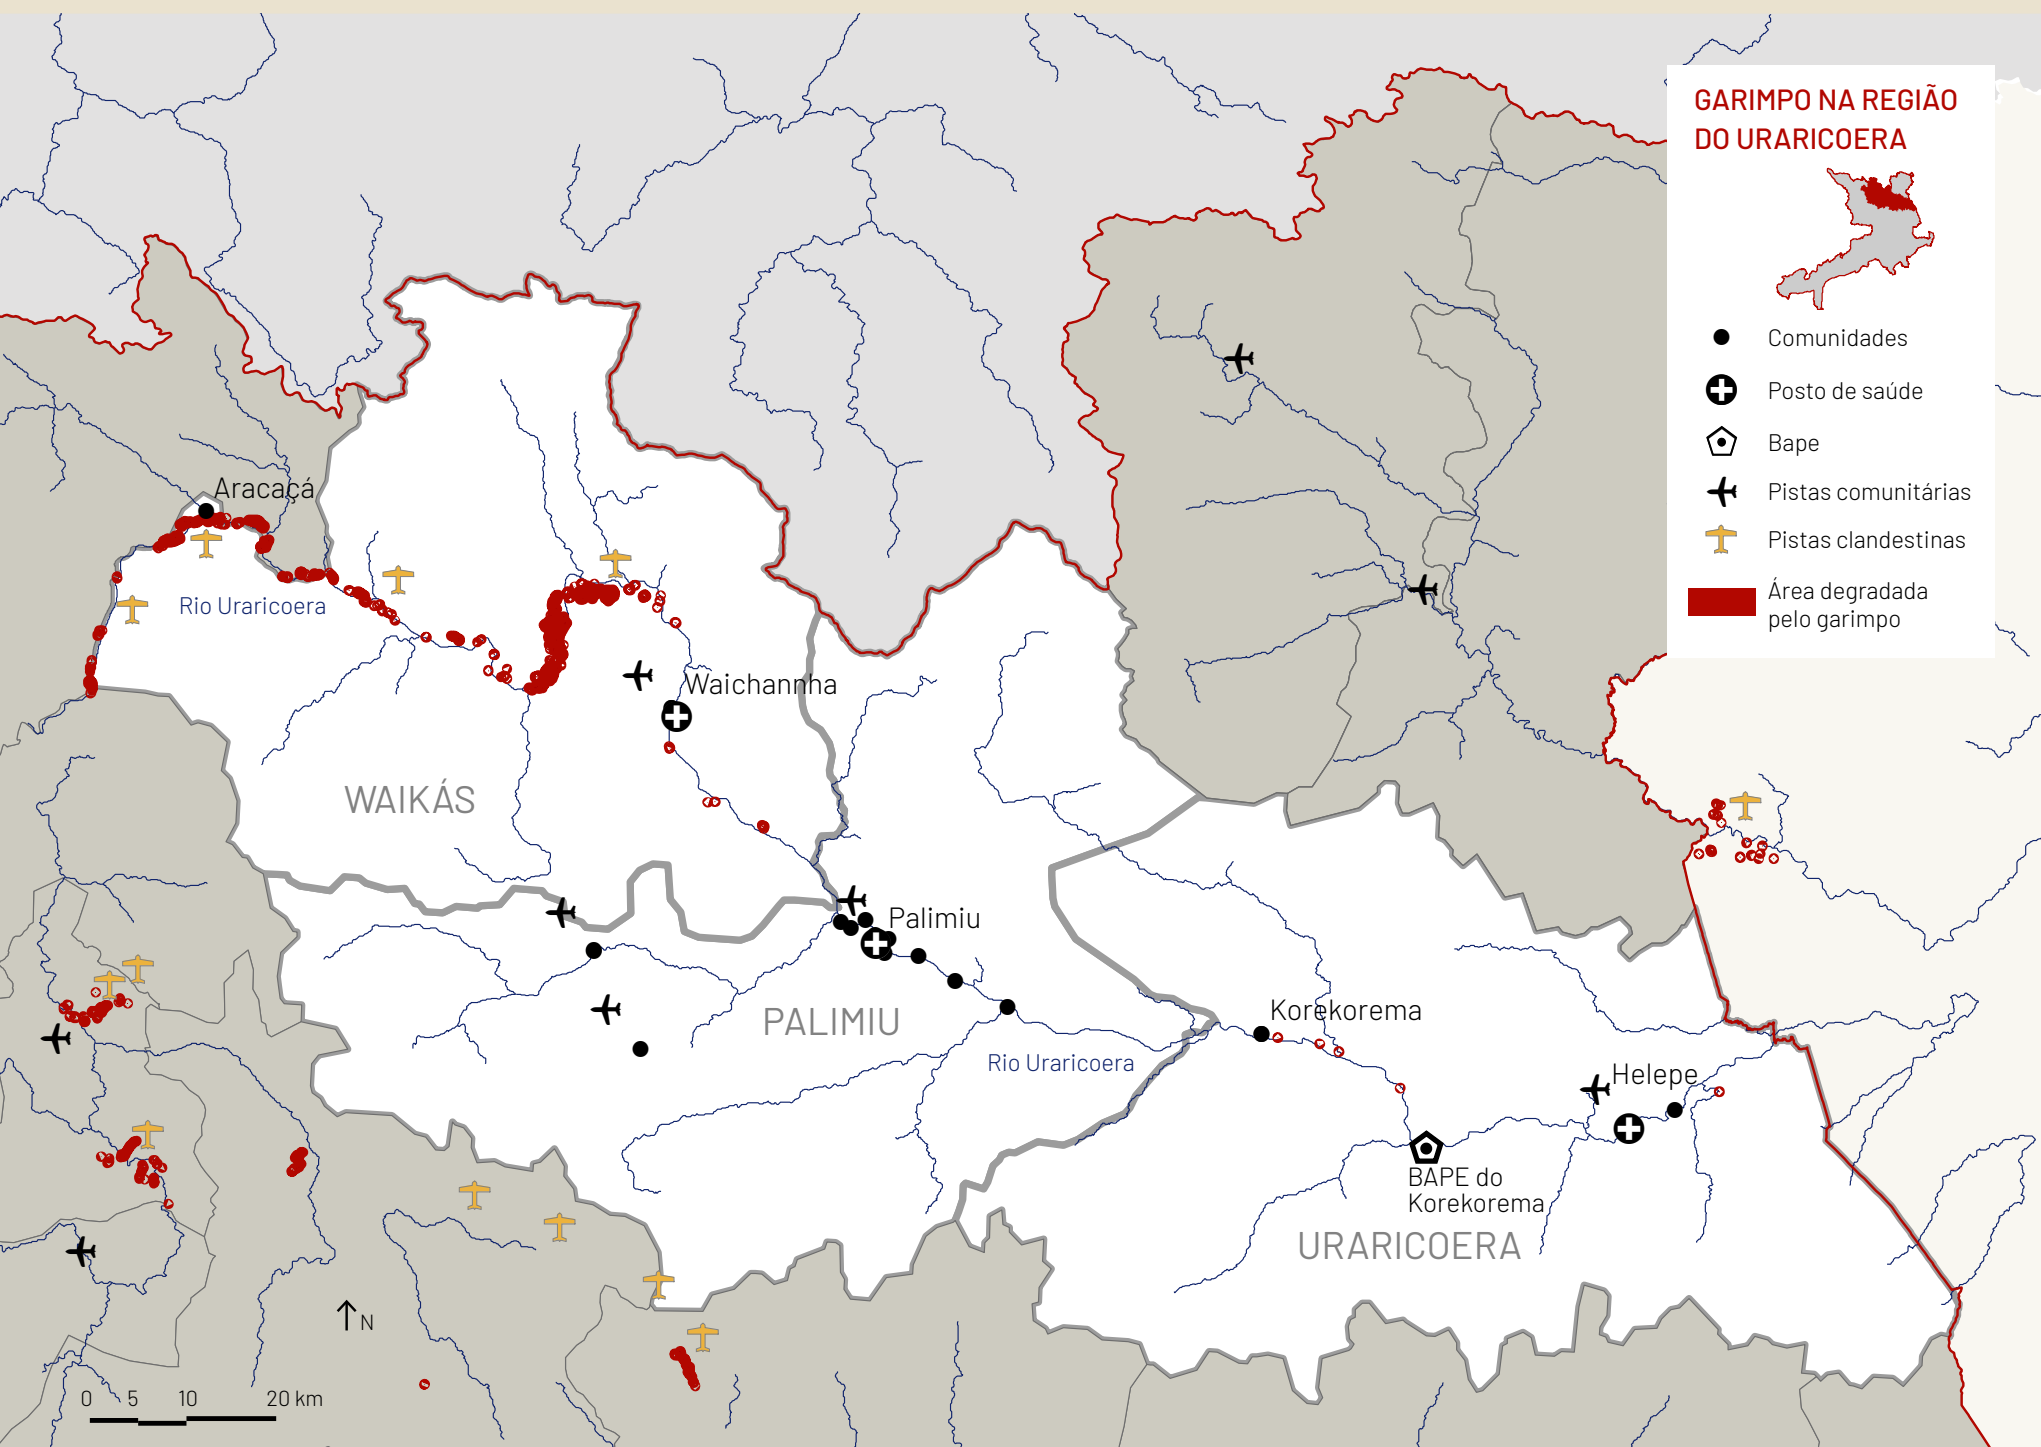 GARIMPO NA REGIÃO
DO URARICOERA
Comunidades
Posto de saúde
Bape
Pistas comunitárias
Pistas clandestinas
Área degradada
pelo garimpo
Aracaçá
Rio Uraricoera
Waichannha
WAIKÁS
Palimiu
PALIMIU
Rio Uraricoera
Korekorema
Helepe
BAPE do
Korekorema
URARICOERA
N
0 5 10 20 km